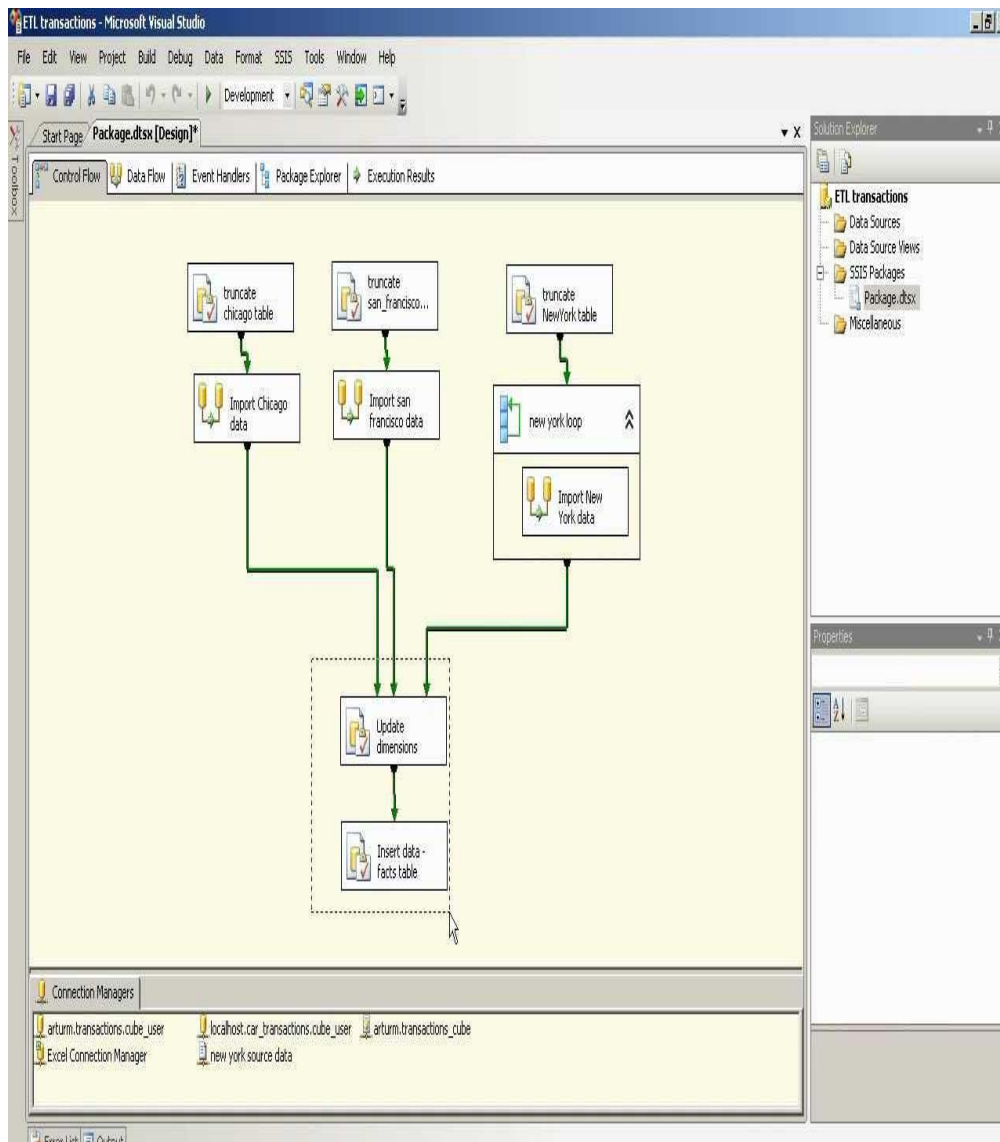 ETL transactions - Microsoft Visual Studio
File Edit View Project Build Debug Data Format SSIS Tools Window Help
Development
Toolbox
Start Page Package.dtsx [Design]*
Control Flow Data Flow Event Handlers Package Explorer Execution Results
truncate
chicago table
truncate
san_francisco...
truncate
NewYork table
Import Chicago
data
Import san
francisco data
new york loop
Import New
York data
Update
dimensions
Insert data -
facts table
Connection Managers
arturm.transactions.cube_user localhost.car_transactions.cube_user arturm.transactions_cube
Excel Connection Manager new york source data
Error List Output
Solution Explorer
ETL transactions
Data Sources
Data Source Views
SSIS Packages
Package.dtsx
Miscellaneous
Properties